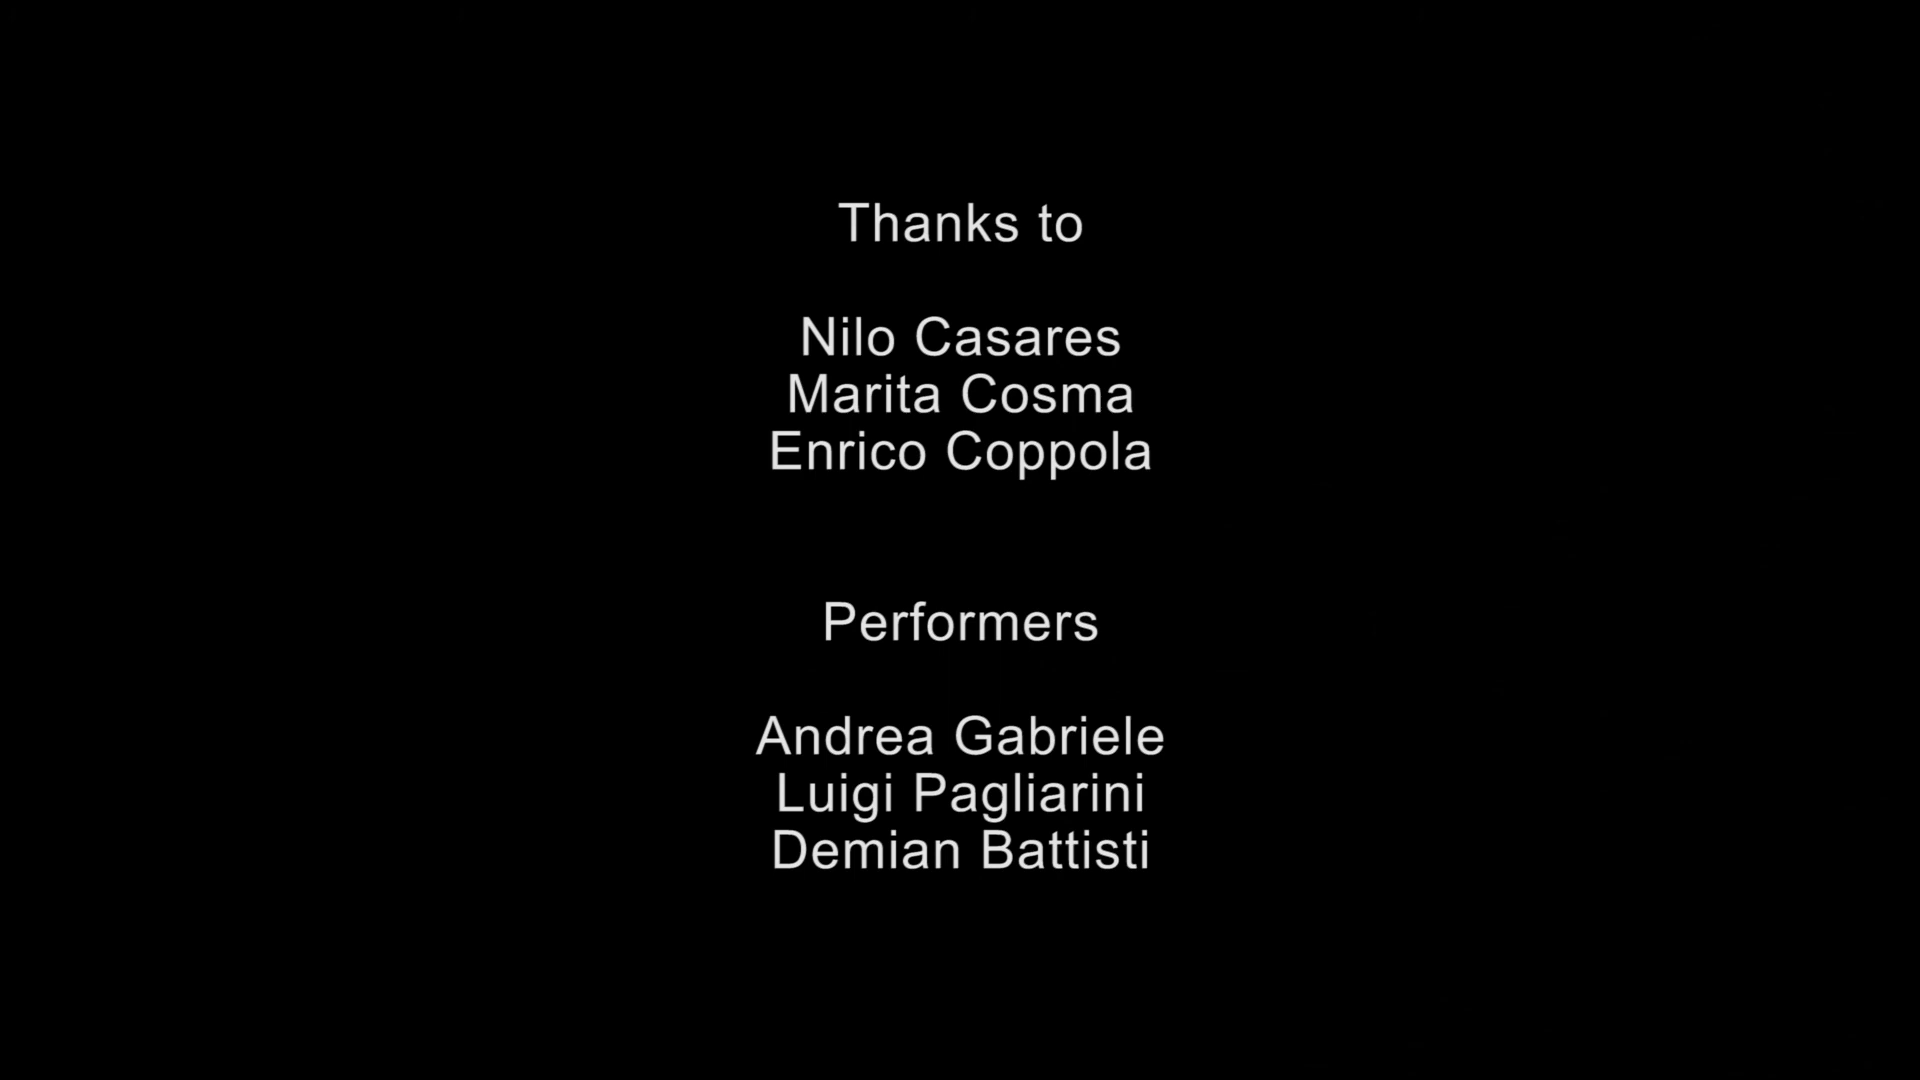 Thanks to
Nilo Casares
Marita Cosma
Enrico Coppola
Performers
Andrea Gabriele
Luigi Pagliarini
Demian Battisti